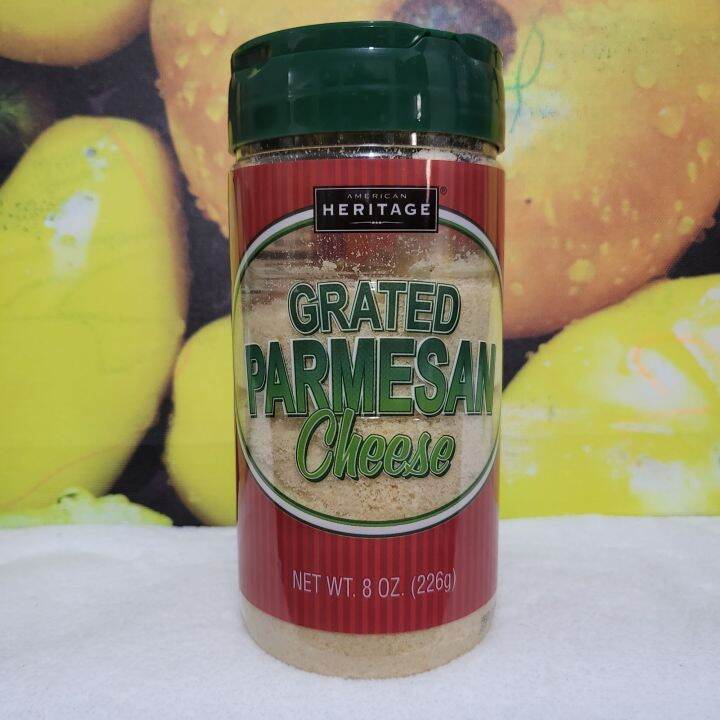 AMERICAN
HERITAGE®
GRATED
PARMESAN
Cheese
NET WT. 8 OZ. (226g)